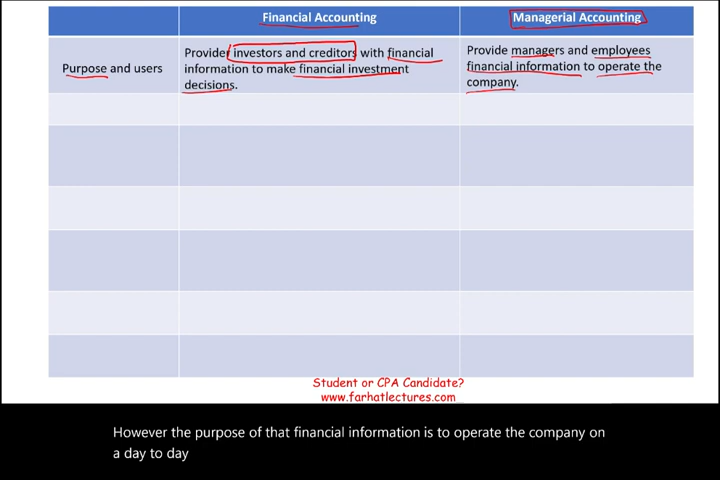 Financial Accounting
Managerial Accounting
Purpose and users
Provider investors and creditors with financial
information to make financial investment
decisions.
Provide managers and employees
financial information to operate the
company.
Student or CPA Candidate?
www.farhatlectures.com
However the purpose of that financial information is to operate the company on
a day to day